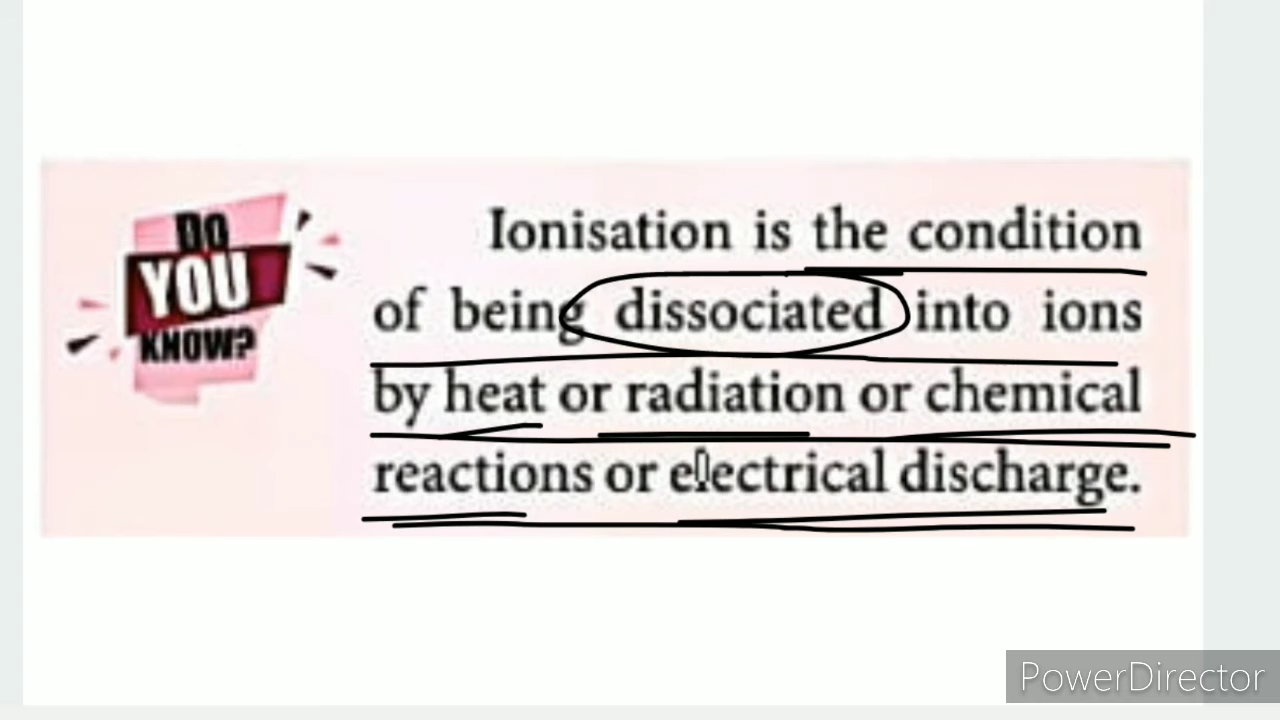 DO
YOU
KNOW?
Ionisation is the condition
of being dissociated into ions
by heat or radiation or chemical
reactions or electrical discharge.
PowerDirector